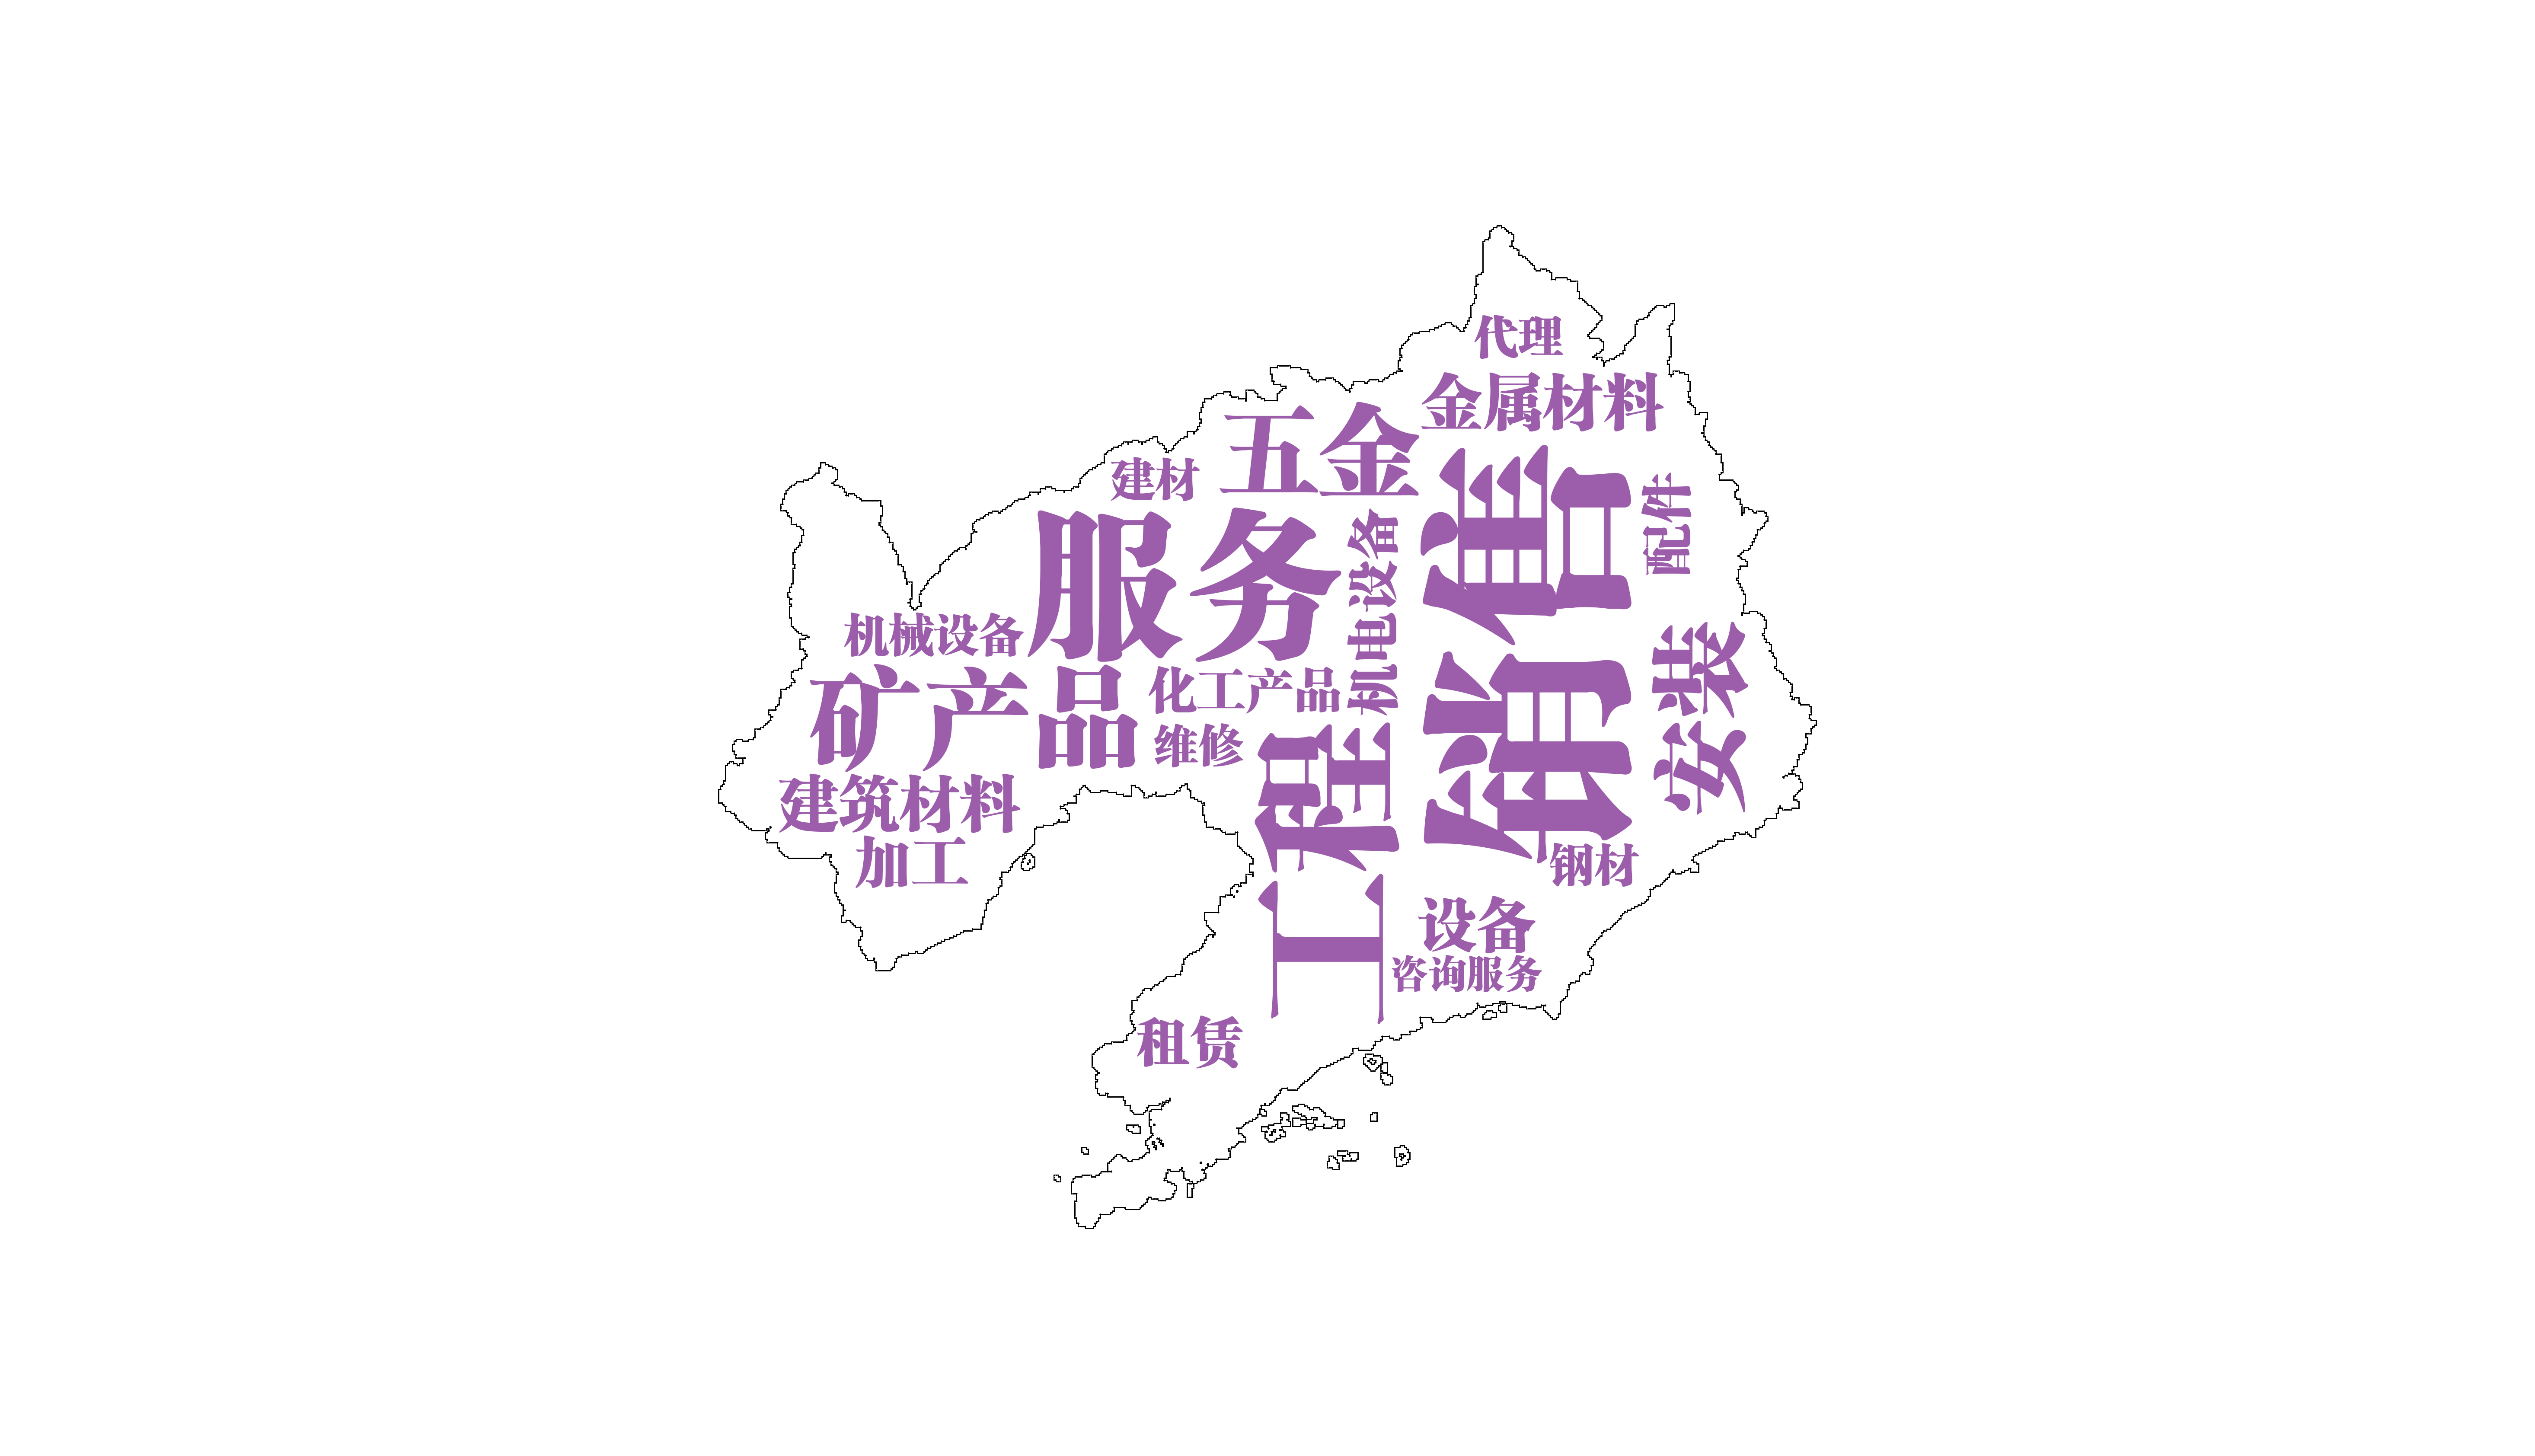 代理
金属材料
五金
建材
销售
配件
服务
机电设备
机械设备
安装
矿产品
化工产品
维修
工程
建筑材料
加工
钢材
设备
咨询服务
租赁